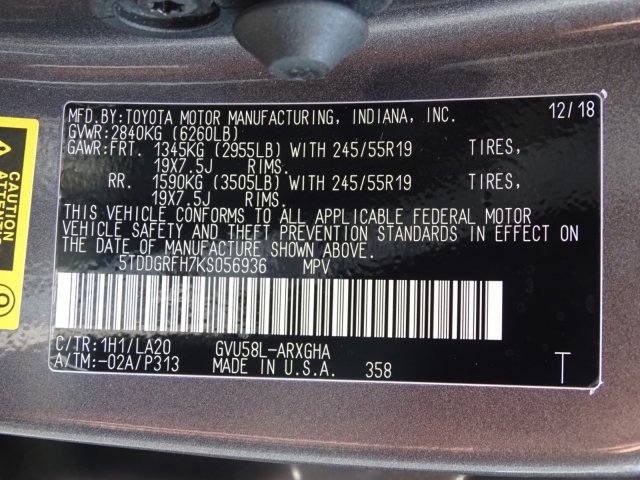 MFD.BY:TOYOTA MOTOR MANUFACTURING, INDIANA, INC. 12/18
GVWR:2840KG (6260LB)
GAWR:FRT. 1345KG (2955LB) WITH 245/55R19 TIRES,
19X7.5J RIMS.
RR. 1590KG (3505LB) WITH 245/55R19 TIRES,
19X7.5J RIMS.
THIS VEHICLE CONFORMS TO ALL APPLICABLE FEDERAL MOTOR
VEHICLE SAFETY AND THEFT PREVENTION STANDARDS IN EFFECT ON
THE DATE OF MANUFACTURE SHOWN ABOVE.
5TDDGRFH7KS056936 MPV
C/TR:1H1/LA20 GVU58L-ARXGHA
A/TM:-02A/P313 MADE IN U.S.A. 358 T
CAUTION
ATTENTION